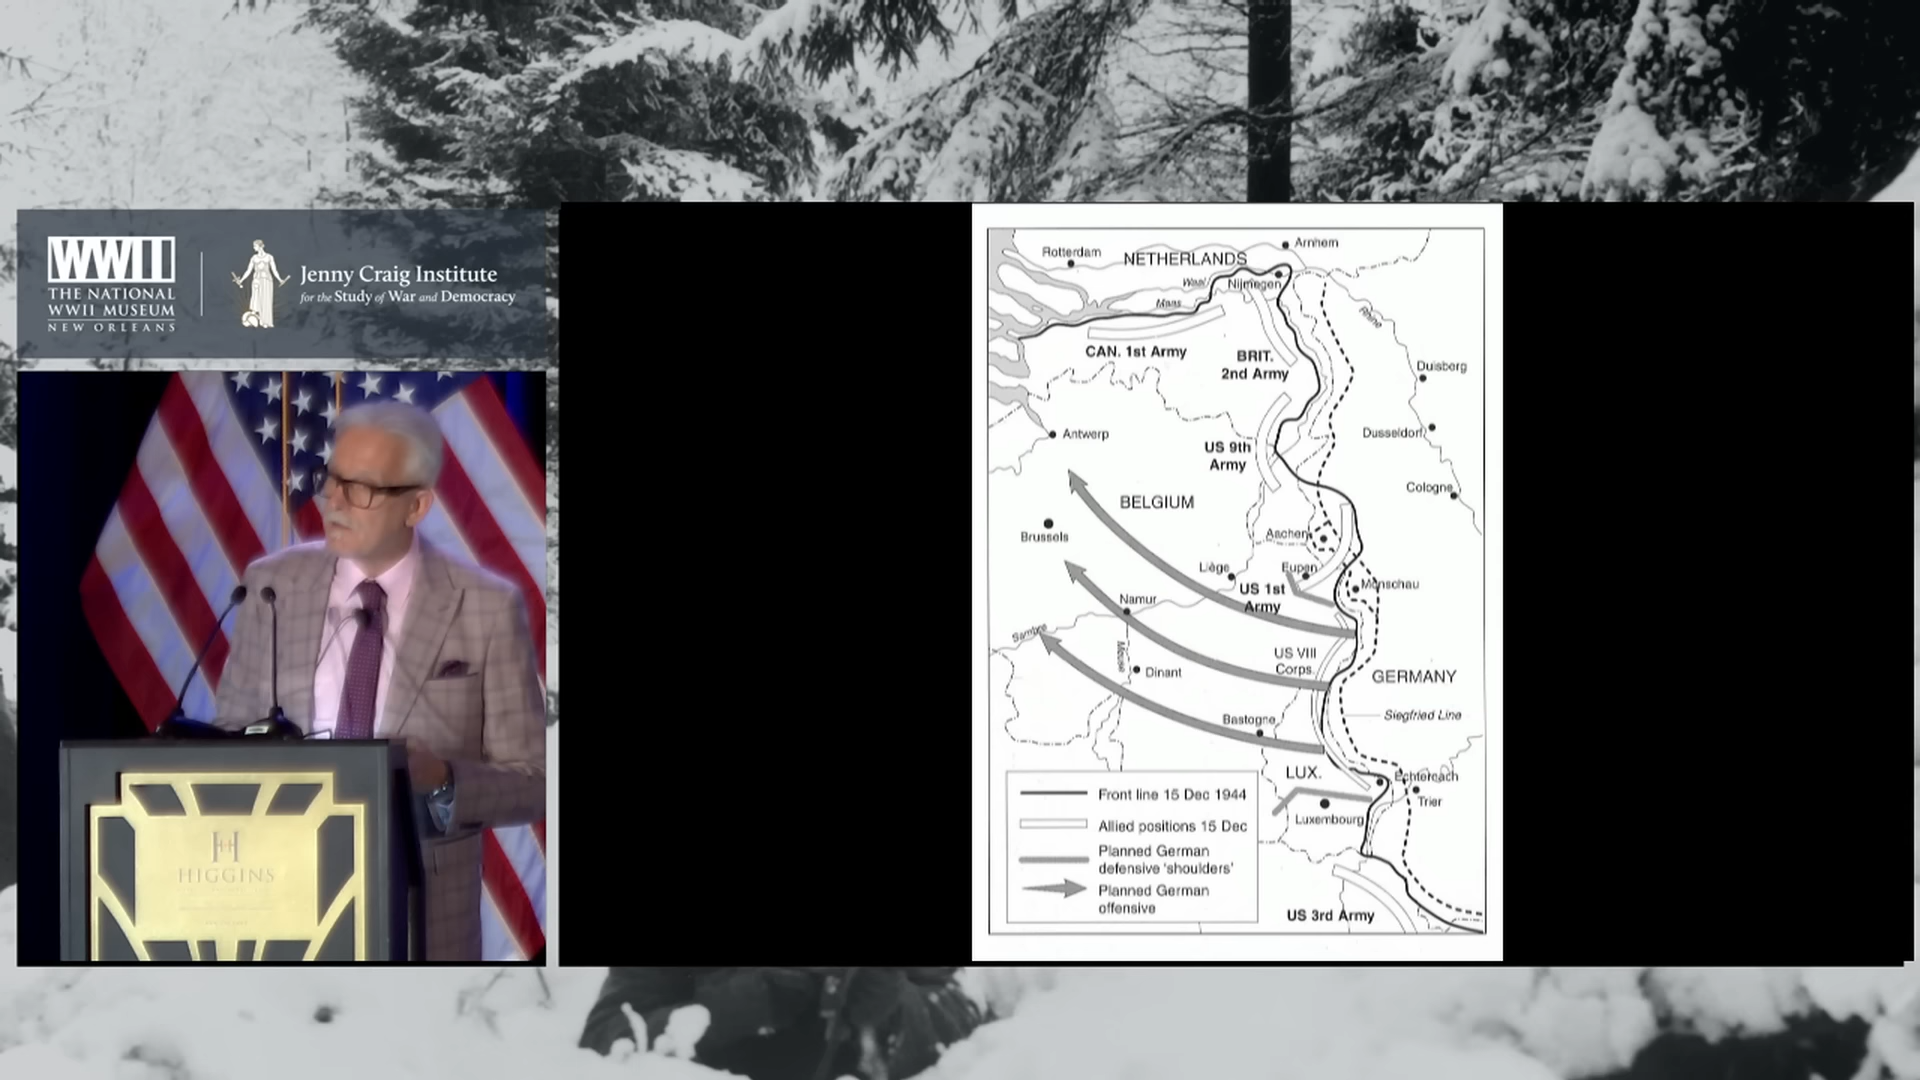 WWII
THE NATIONAL
WWII MUSEUM
NEW ORLEANS
Jenny Craig Institute
for the Study of War and Democracy
HIGGINS
Arnhem
Rotterdam
NETHERLANDS
Waal
Nijmegen
Maas
Rhine
CAN. 1st Army
BRIT.
2nd Army
Duisberg
Antwerp
Dusseldorf
US 9th
Army
Cologne
BELGIUM
Brussels
Aachen
Liège
Eupen
Monschau
US 1st
Army
Namur
Sambre
Meuse
US VIII
Corps.
Dinant
GERMANY
Siegfried Line
Bastogne
LUX.
Echternach
Trier
Luxembourg
Front line 15 Dec 1944
Allied positions 15 Dec
Planned German
defensive 'shoulders'
Planned German
offensive
US 3rd Army